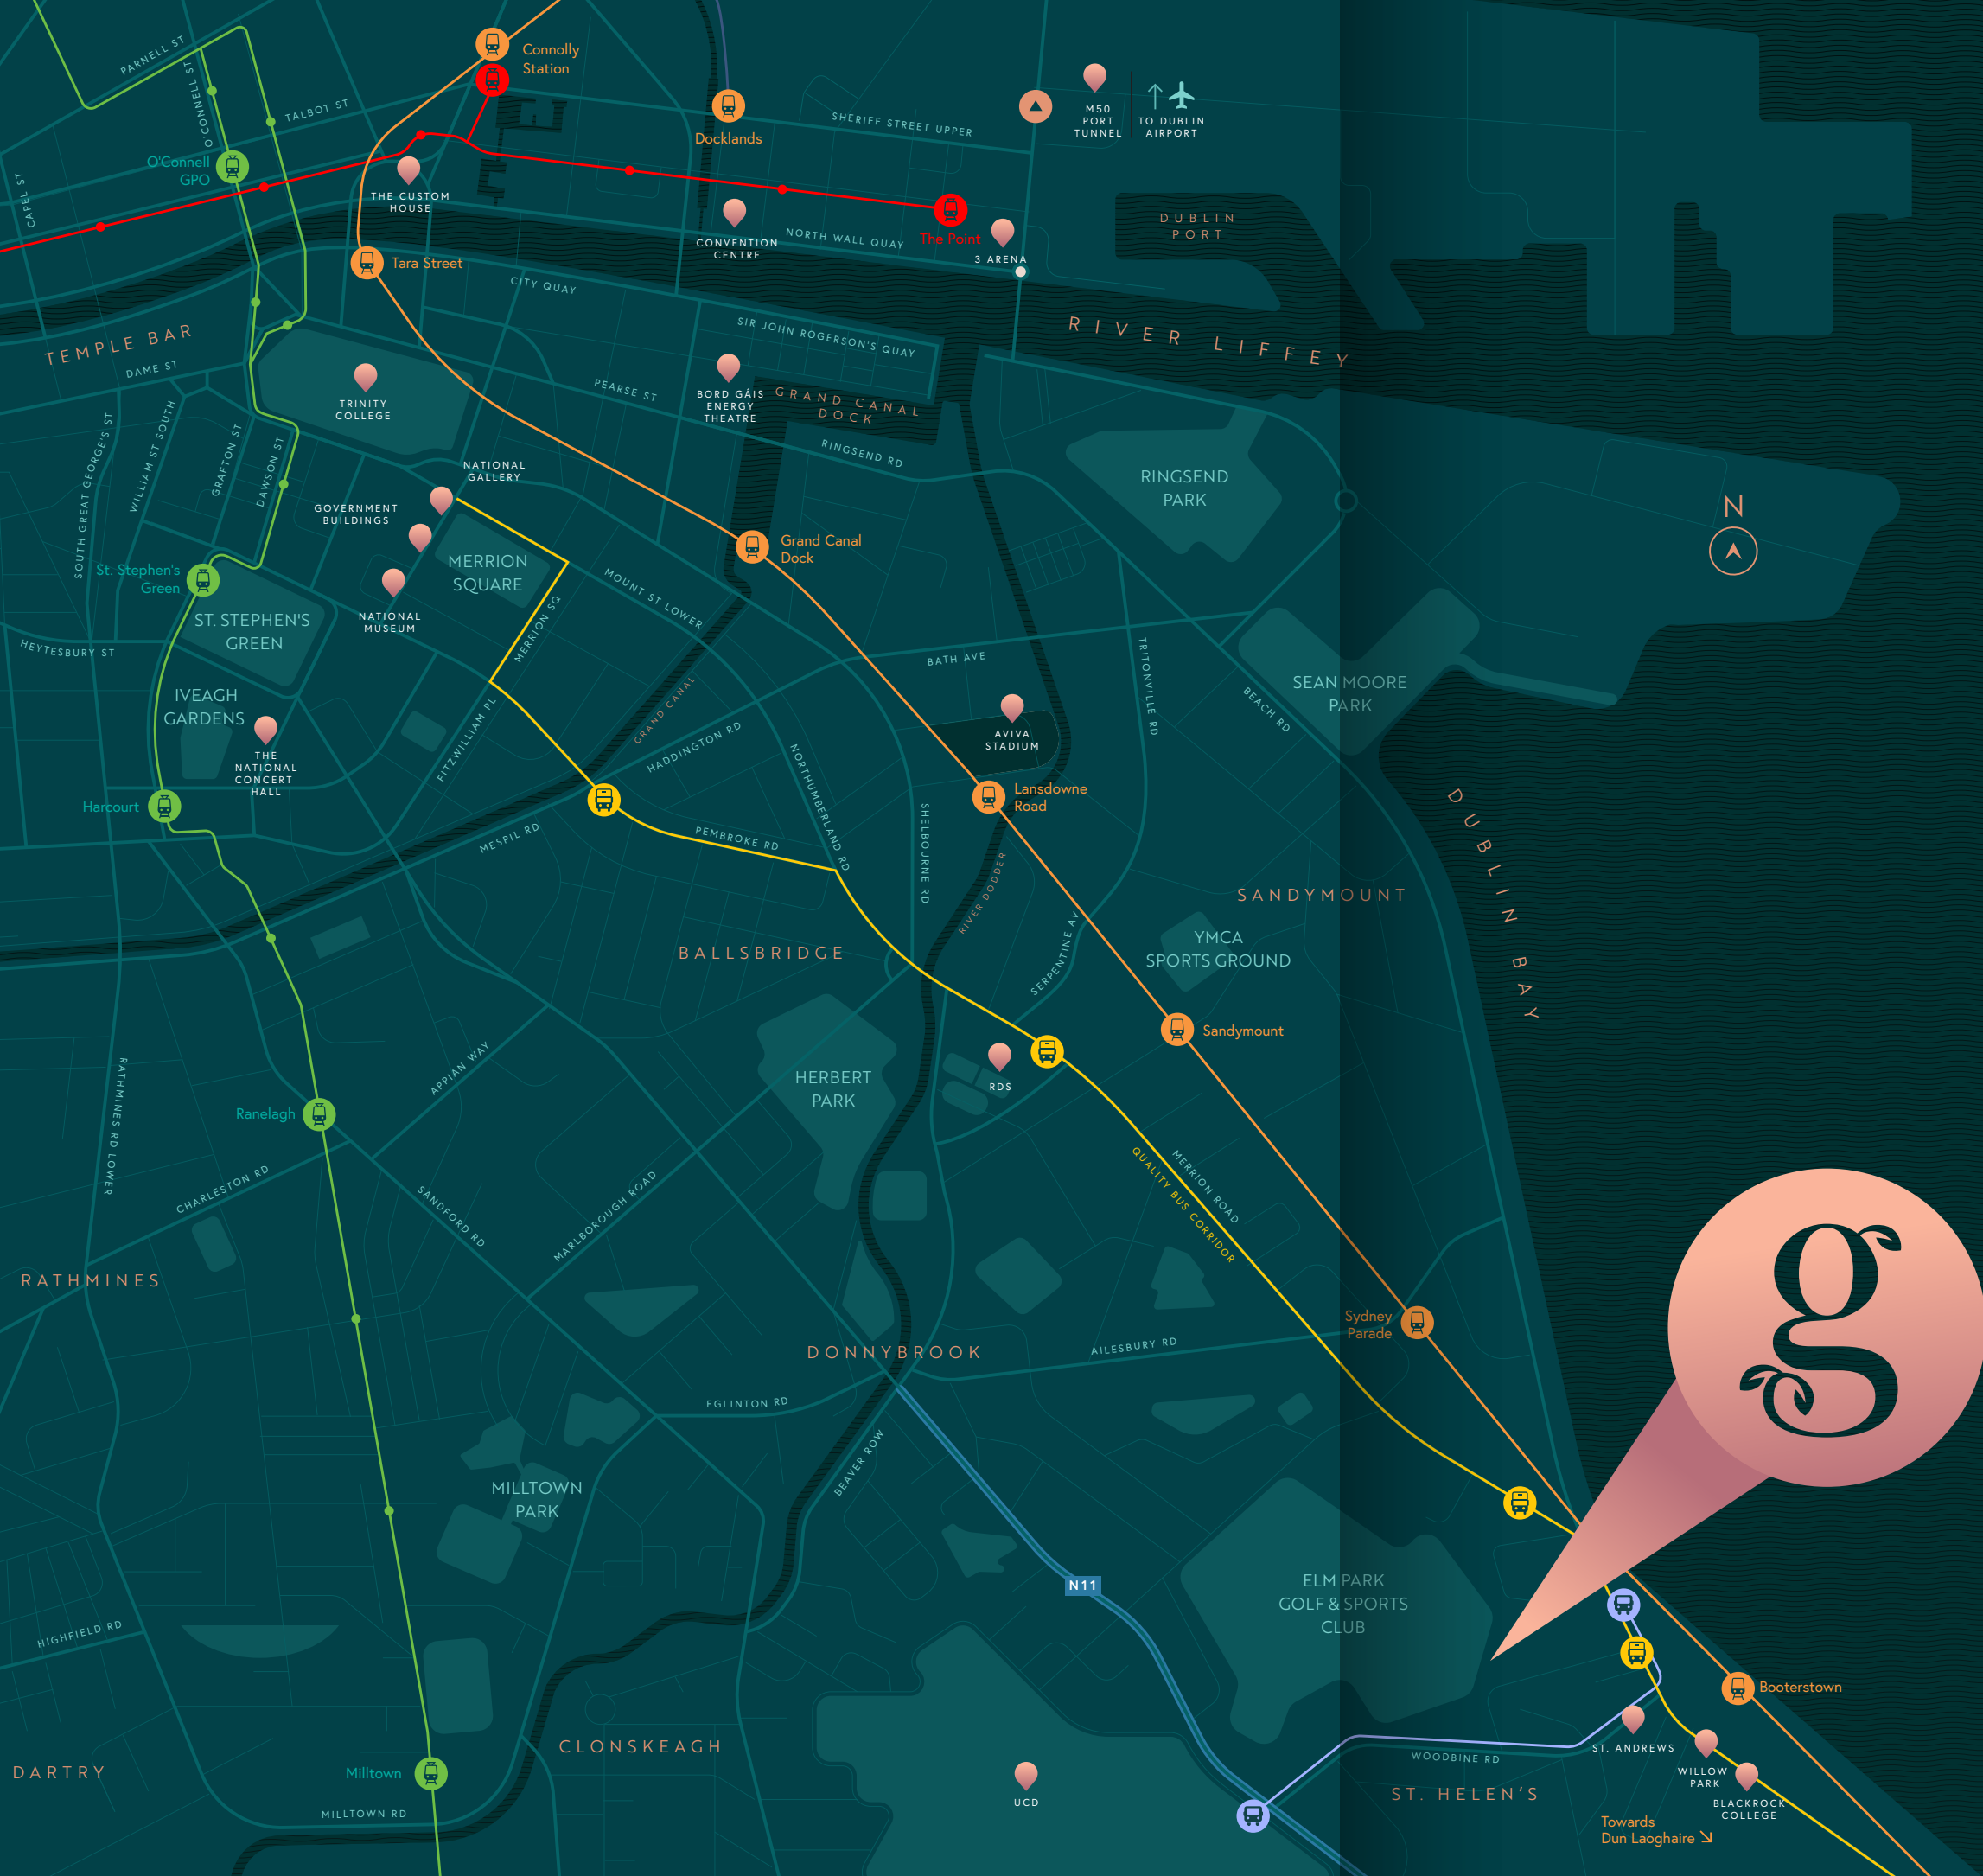 PARNELL ST
O'CONNELL ST
TALBOT ST
CAPEL ST
Connolly
Station
Docklands
SHERIFF STREET UPPER
M50
PORT
TUNNEL
TO DUBLIN
AIRPORT
O'Connell
GPO
THE CUSTOM
HOUSE
CONVENTION
CENTRE
NORTH WALL QUAY
The Point
3 ARENA
DUBLIN
PORT
Tara Street
CITY QUAY
SIR JOHN ROGERSON'S QUAY
RIVER LIFFEY
TEMPLE BAR
DAME ST
TRINITY
COLLEGE
PEARSE ST
BORD GÁIS
ENERGY
THEATRE
GRAND CANAL
DOCK
RINGSEND RD
SOUTH GREAT GEORGE'S ST
WILLIAM ST SOUTH
GRAFTON ST
DAWSON ST
NATIONAL
GALLERY
GOVERNMENT
BUILDINGS
RINGSEND
PARK
N
MERRION
SQUARE
Grand Canal
Dock
St. Stephen's
Green
NATIONAL
MUSEUM
MOUNT ST LOWER
MERRION SQ
ST. STEPHEN'S
GREEN
HEYTESBURY ST
BATH AVE
TRITONVILLE RD
SEAN MOORE
PARK
BEACH RD
IVEAGH
GARDENS
THE
NATIONAL
CONCERT
HALL
GRAND CANAL
FITZWILLIAM PL
HADDINGTON RD
AVIVA
STADIUM
NORTHUMBERLAND RD
Lansdowne
Road
Harcourt
MESPIL RD
PEMBROKE RD
SHELBOURNE RD
RIVER DODDER
DUBLIN BAY
SANDYMOUNT
BALLSBRIDGE
YMCA
SPORTS GROUND
SERPENTINE AV
Sandymount
RATHMINES RD LOWER
APPIAN WAY
HERBERT
PARK
RDS
Ranelagh
CHARLESTON RD
SANDFORD RD
MARLBOROUGH ROAD
MERRION ROAD
QUALITY BUS CORRIDOR
RATHMINES
g
Sydney
Parade
DONNYBROOK
AILESBURY RD
EGLINTON RD
BEAVER ROW
MILLTOWN
PARK
N11
ELM PARK
GOLF & SPORTS
CLUB
HIGHFIELD RD
Booterstown
CLONSKEAGH
ST. ANDREWS
WOODBINE RD
DARTRY
Milltown
WILLOW
PARK
UCD
ST. HELEN'S
BLACKROCK
COLLEGE
MILLTOWN RD
Towards
Dun Laoghaire